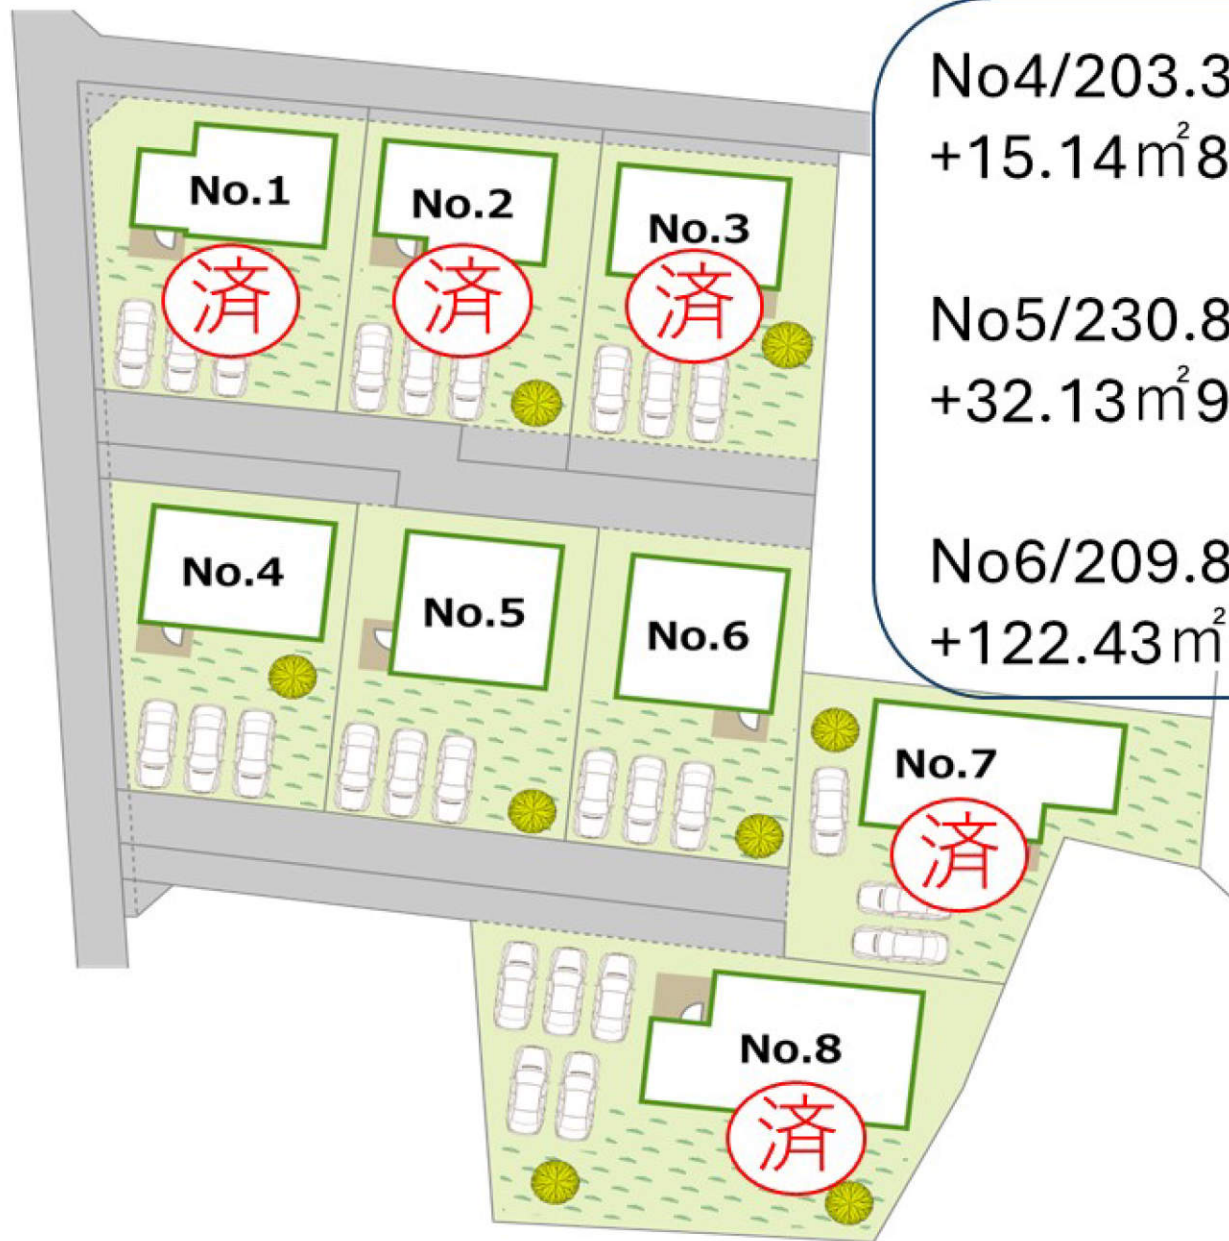 No4/203.3
+15.14㎡8
No5/230.8
+32.13㎡9
No6/209.8
+122.43㎡
No.1
済
No.2
済
No.3
済
No.4
No.5
No.6
No.7
済
No.8
済